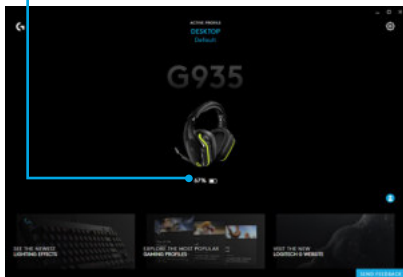 ACTIVE PROFILE
DESKTOP
Default
G935
67%
SEE THE NEWEST
LIGHTING EFFECTS
EXPLORE THE MOST POPULAR
GAMING PROFILES
VISIT THE NEW
LOGITECH G WEBSITE
SEND FEEDBACK